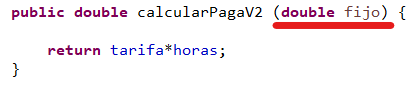 public double calcularPagaV2 (double fijo) {
return tarifa*horas;
}